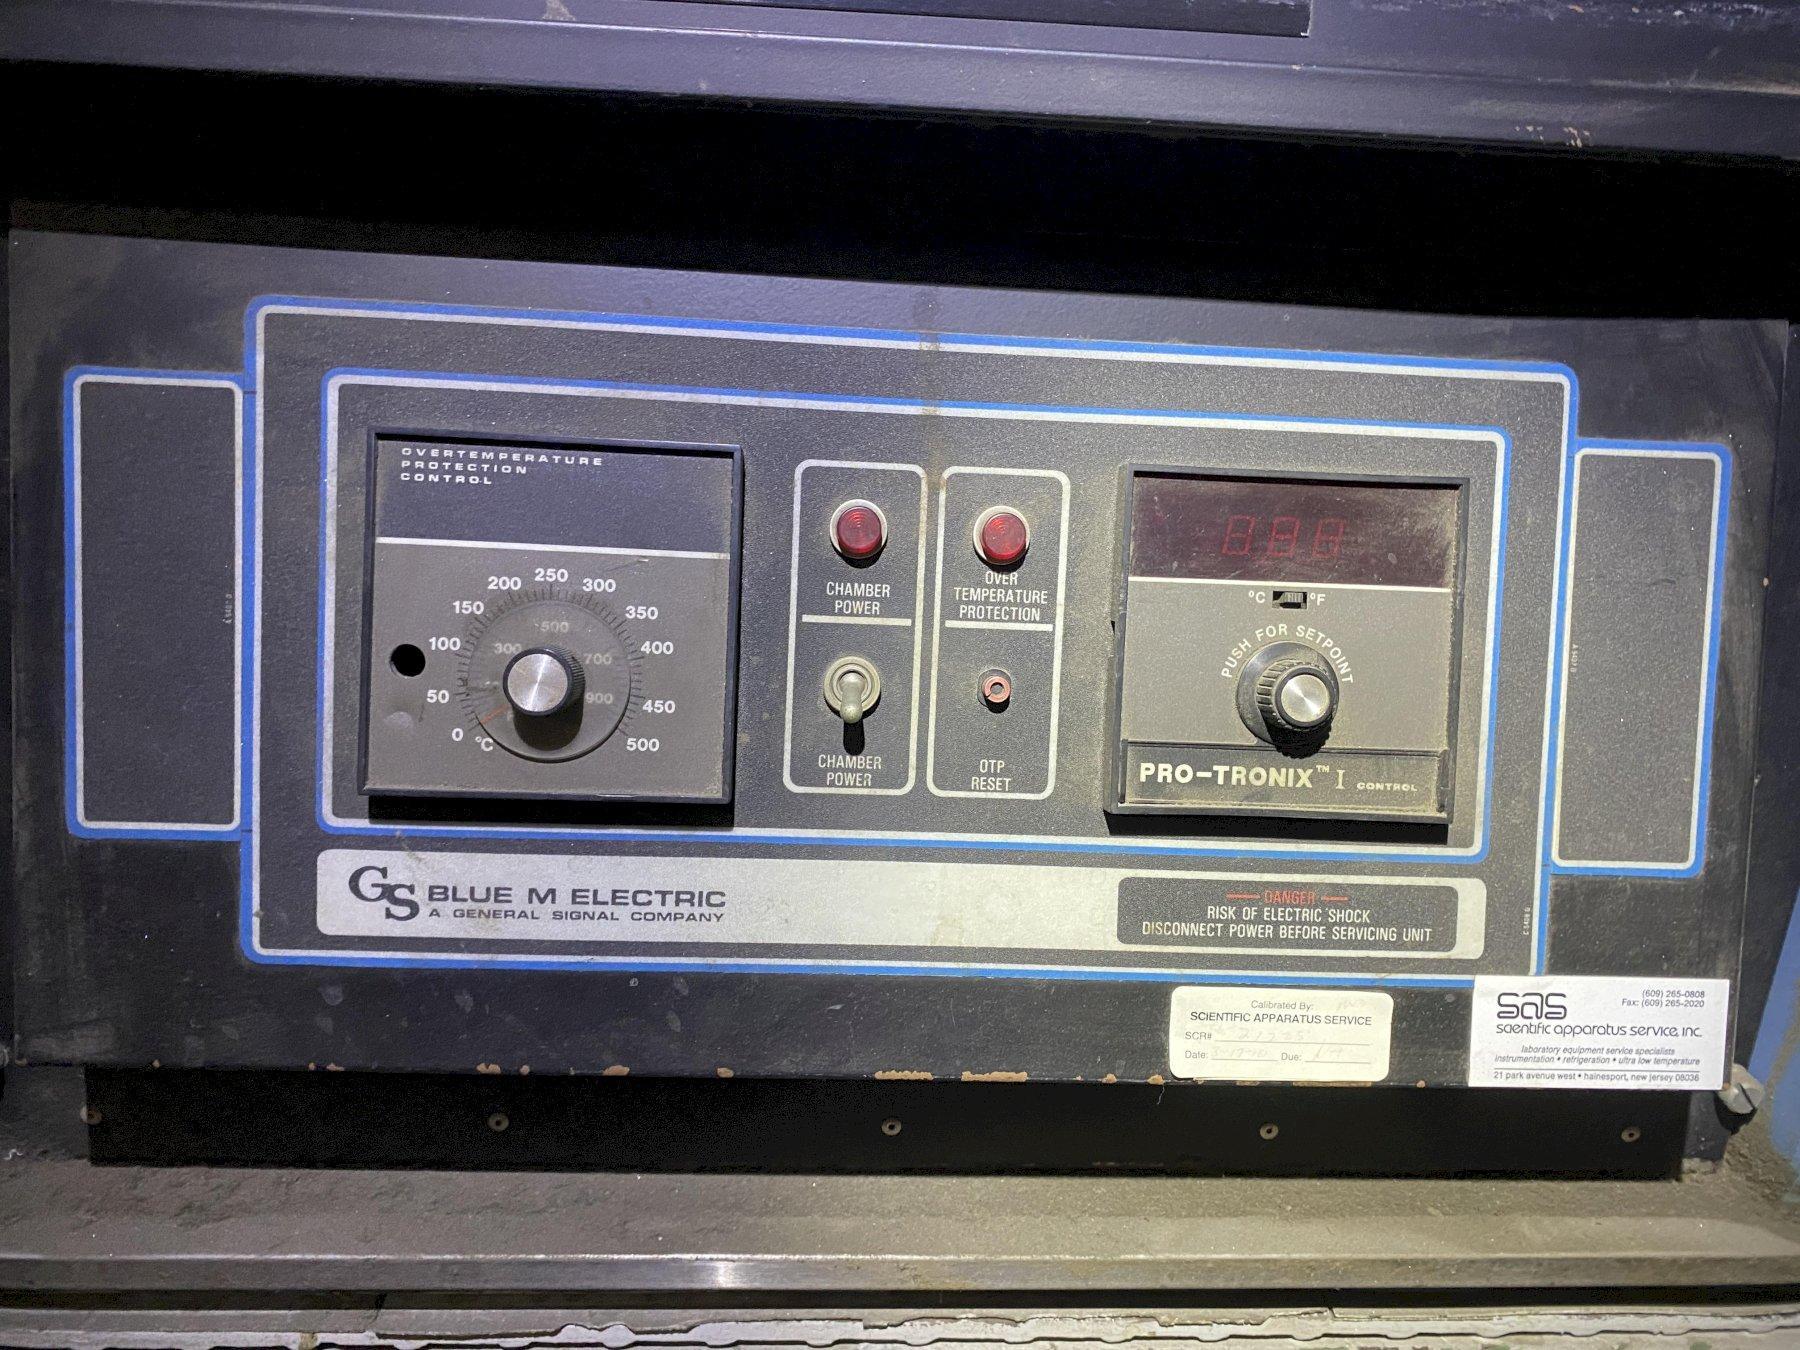 OVERTEMPERATURE
PROTECTION
CONTROL
200 250 300
150 350
100 400
50 450
0 °C 500
300 500 700 900
CHAMBER
POWER
CHAMBER
POWER
OVER
TEMPERATURE
PROTECTION
OTP
RESET
°C °F
PUSH FOR SETPOINT
PRO-TRONIX™ I CONTROL
GS BLUE M ELECTRIC
A GENERAL SIGNAL COMPANY
DANGER
RISK OF ELECTRIC SHOCK
DISCONNECT POWER BEFORE SERVICING UNIT
Calibrated By:
SCIENTIFIC APPARATUS SERVICE
SCR#
Date: Due:
sas
(609) 265-0808
Fax: (609) 265-2020
scientific apparatus service, inc.
laboratory equipment service specialists
instrumentation • refrigeration • ultra low temperature
21 park avenue west • hainesport, new jersey 08036